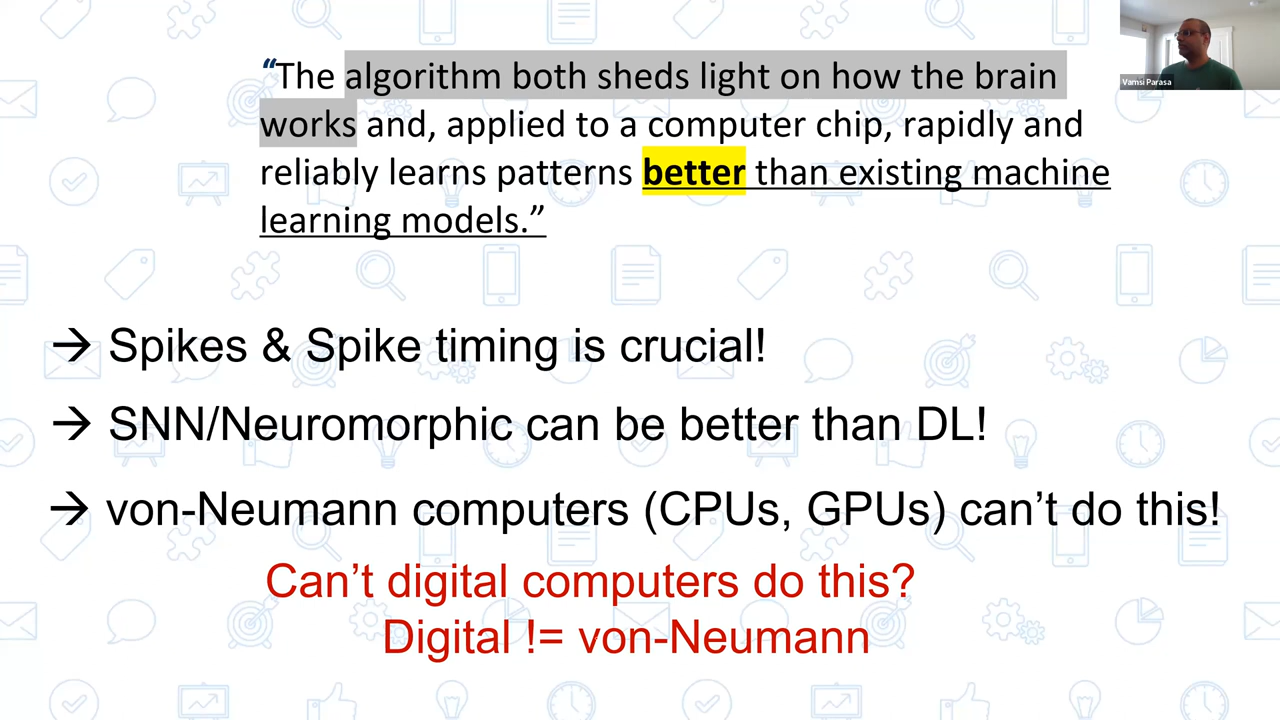 “The algorithm both sheds light on how the brain
works and, applied to a computer chip, rapidly and
reliably learns patterns better than existing machine
learning models.”
Vamsi Parasa
→ Spikes & Spike timing is crucial!
→ SNN/Neuromorphic can be better than DL!
→ von-Neumann computers (CPUs, GPUs) can’t do this!
Can’t digital computers do this?
Digital != von-Neumann